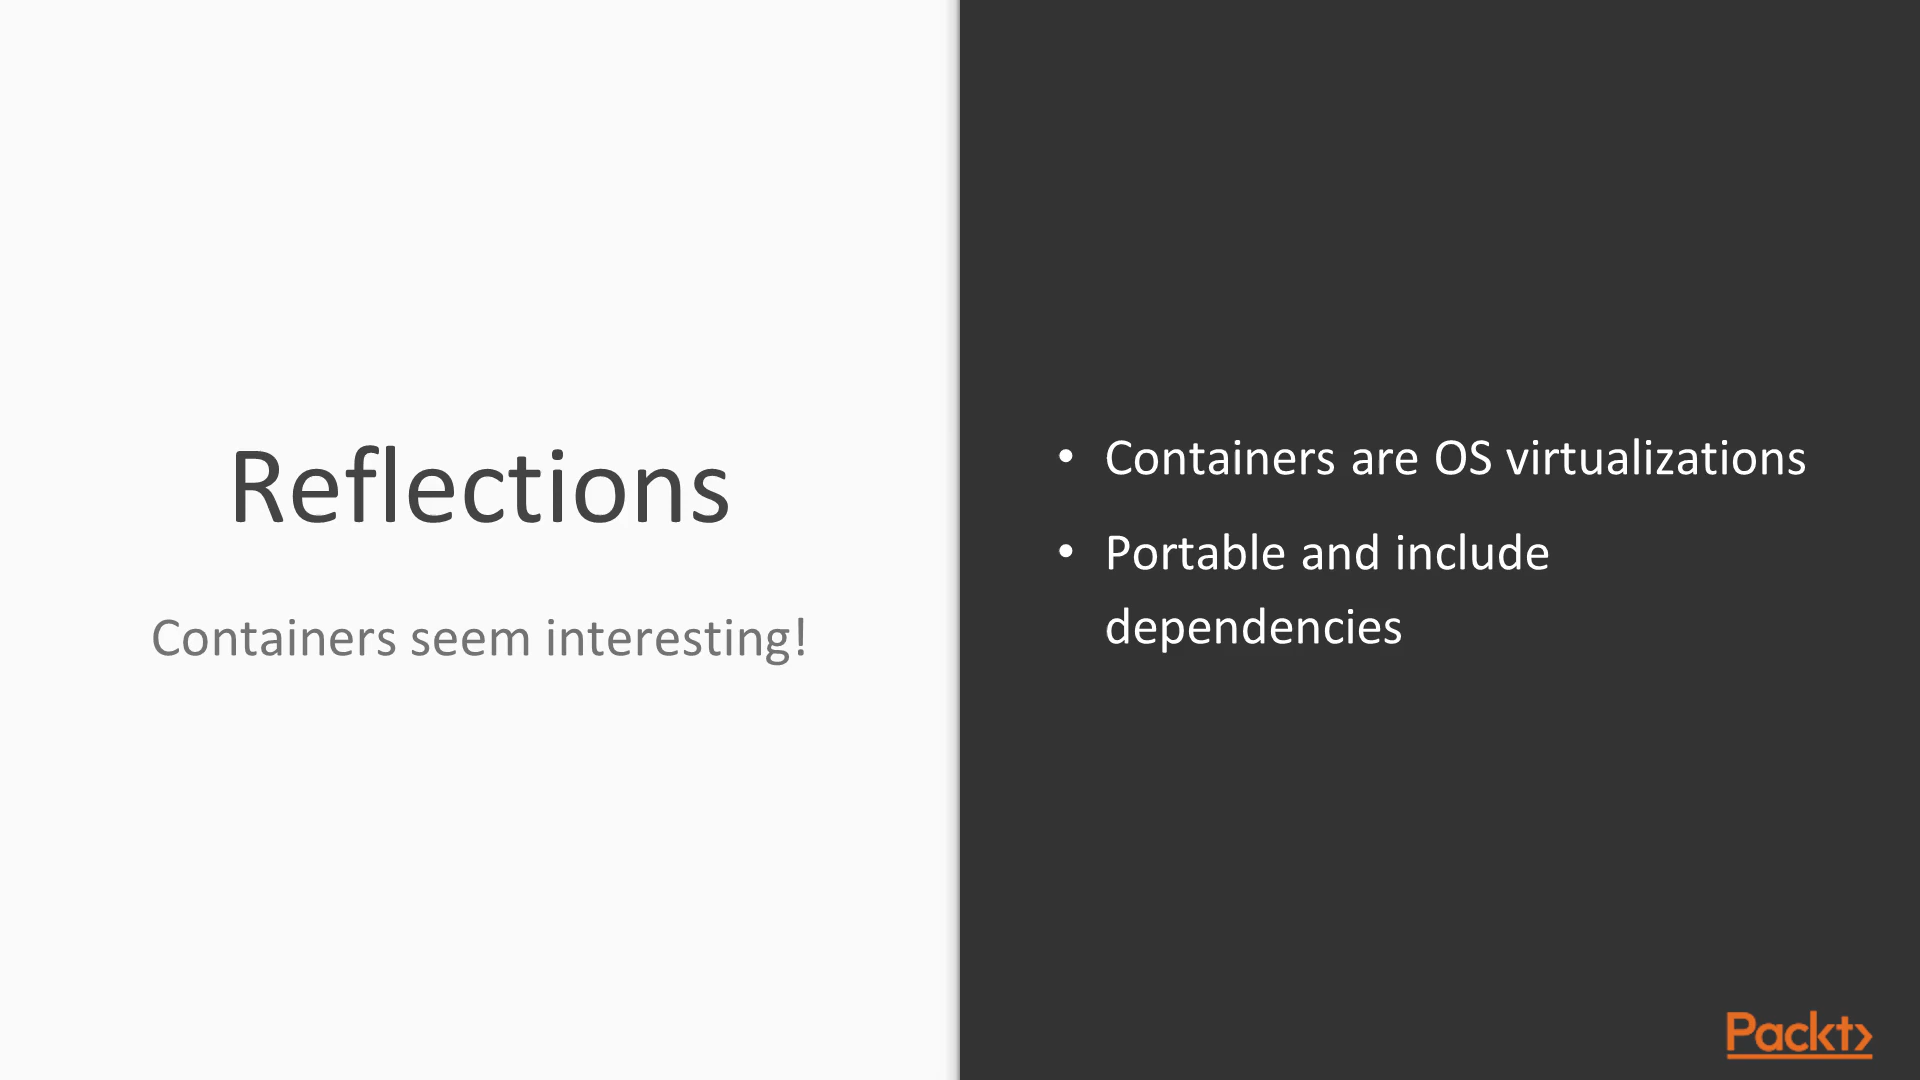 Reflections
Containers seem interesting!
• Containers are OS virtualizations
• Portable and include
dependencies
Packt>